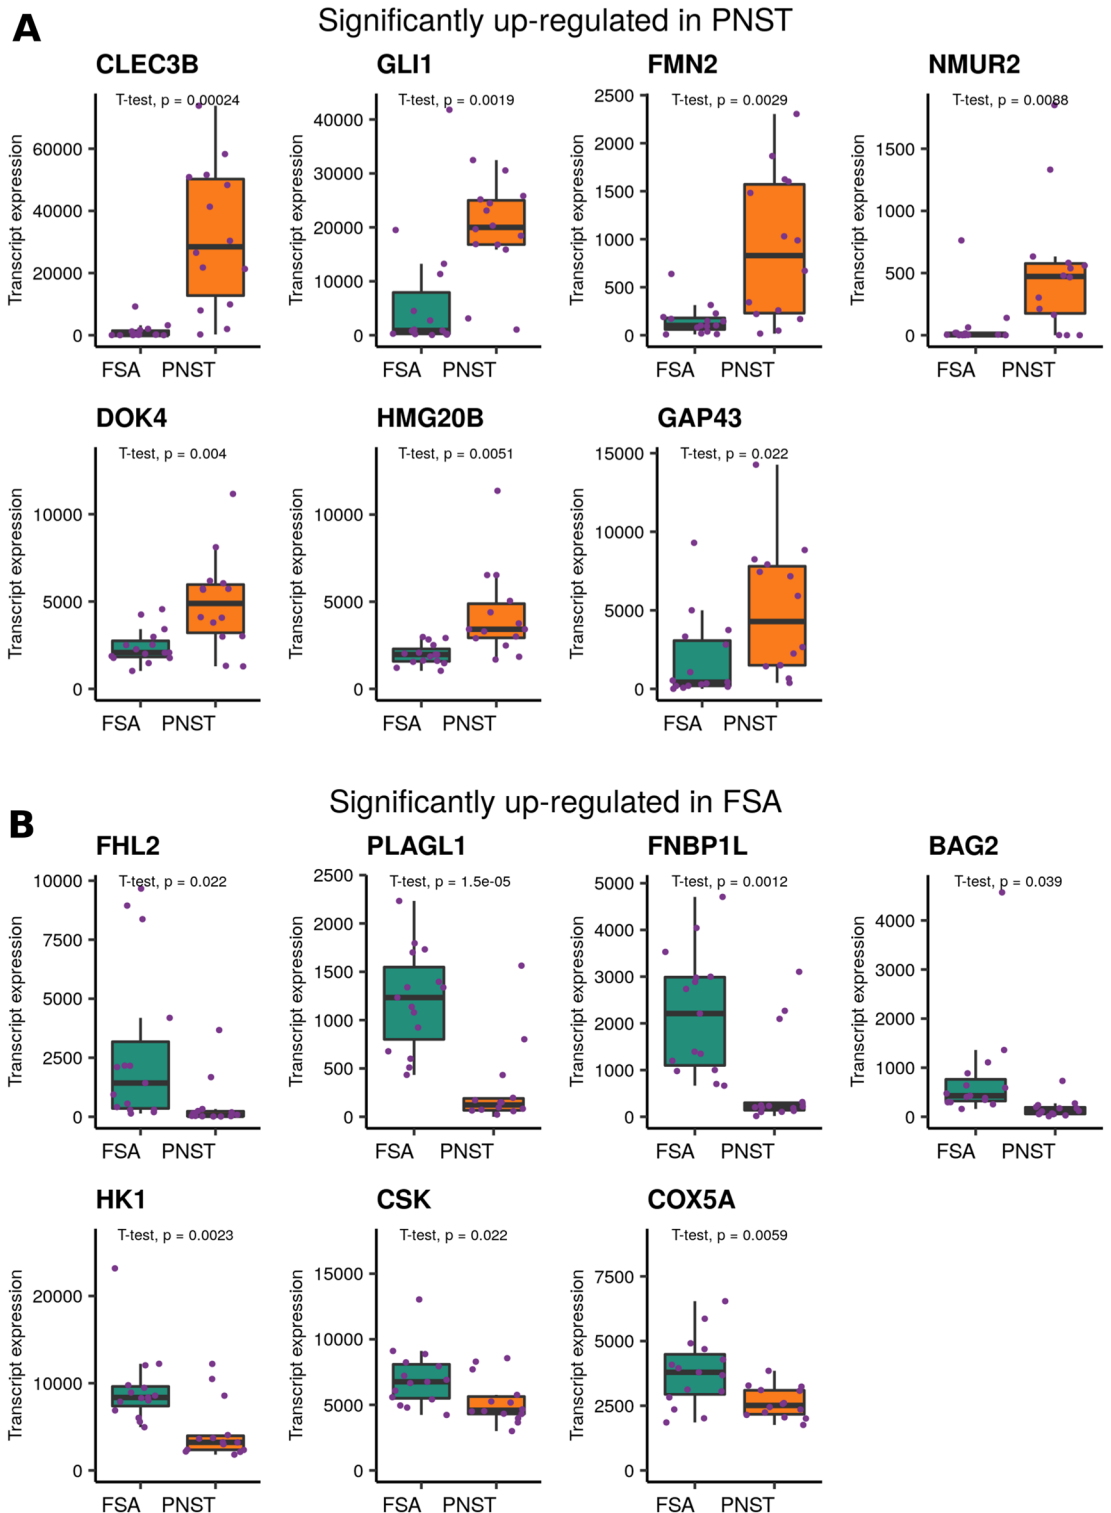 A
Significantly up-regulated in PNST
CLEC3B GLI1 FMN2 NMUR2
T-test, p = 0.00024 T-test, p = 0.0019 T-test, p = 0.0029 T-test, p = 0.0088
Transcript expression Transcript expression Transcript expression Transcript expression
60000 40000 20000 0
40000 30000 20000 10000 0
2500 2000 1500 1000 500 0
1500 1000 500 0
FSA PNST FSA PNST FSA PNST FSA PNST
DOK4 HMG20B GAP43
T-test, p = 0.004 T-test, p = 0.0051 T-test, p = 0.022
Transcript expression Transcript expression Transcript expression
10000 5000 0
10000 5000 0
15000 10000 5000 0
FSA PNST FSA PNST FSA PNST
B
Significantly up-regulated in FSA
FHL2 PLAGL1 FNBP1L BAG2
T-test, p = 0.022 T-test, p = 1.5e-05 T-test, p = 0.0012 T-test, p = 0.039
Transcript expression Transcript expression Transcript expression Transcript expression
10000 7500 5000 2500 0
2500 2000 1500 1000 500 0
5000 4000 3000 2000 1000 0
4000 3000 2000 1000 0
FSA PNST FSA PNST FSA PNST FSA PNST
HK1 CSK COX5A
T-test, p = 0.0023 T-test, p = 0.022 T-test, p = 0.0059
Transcript expression Transcript expression Transcript expression
20000 10000 0
15000 10000 5000 0
7500 5000 2500 0
FSA PNST FSA PNST FSA PNST